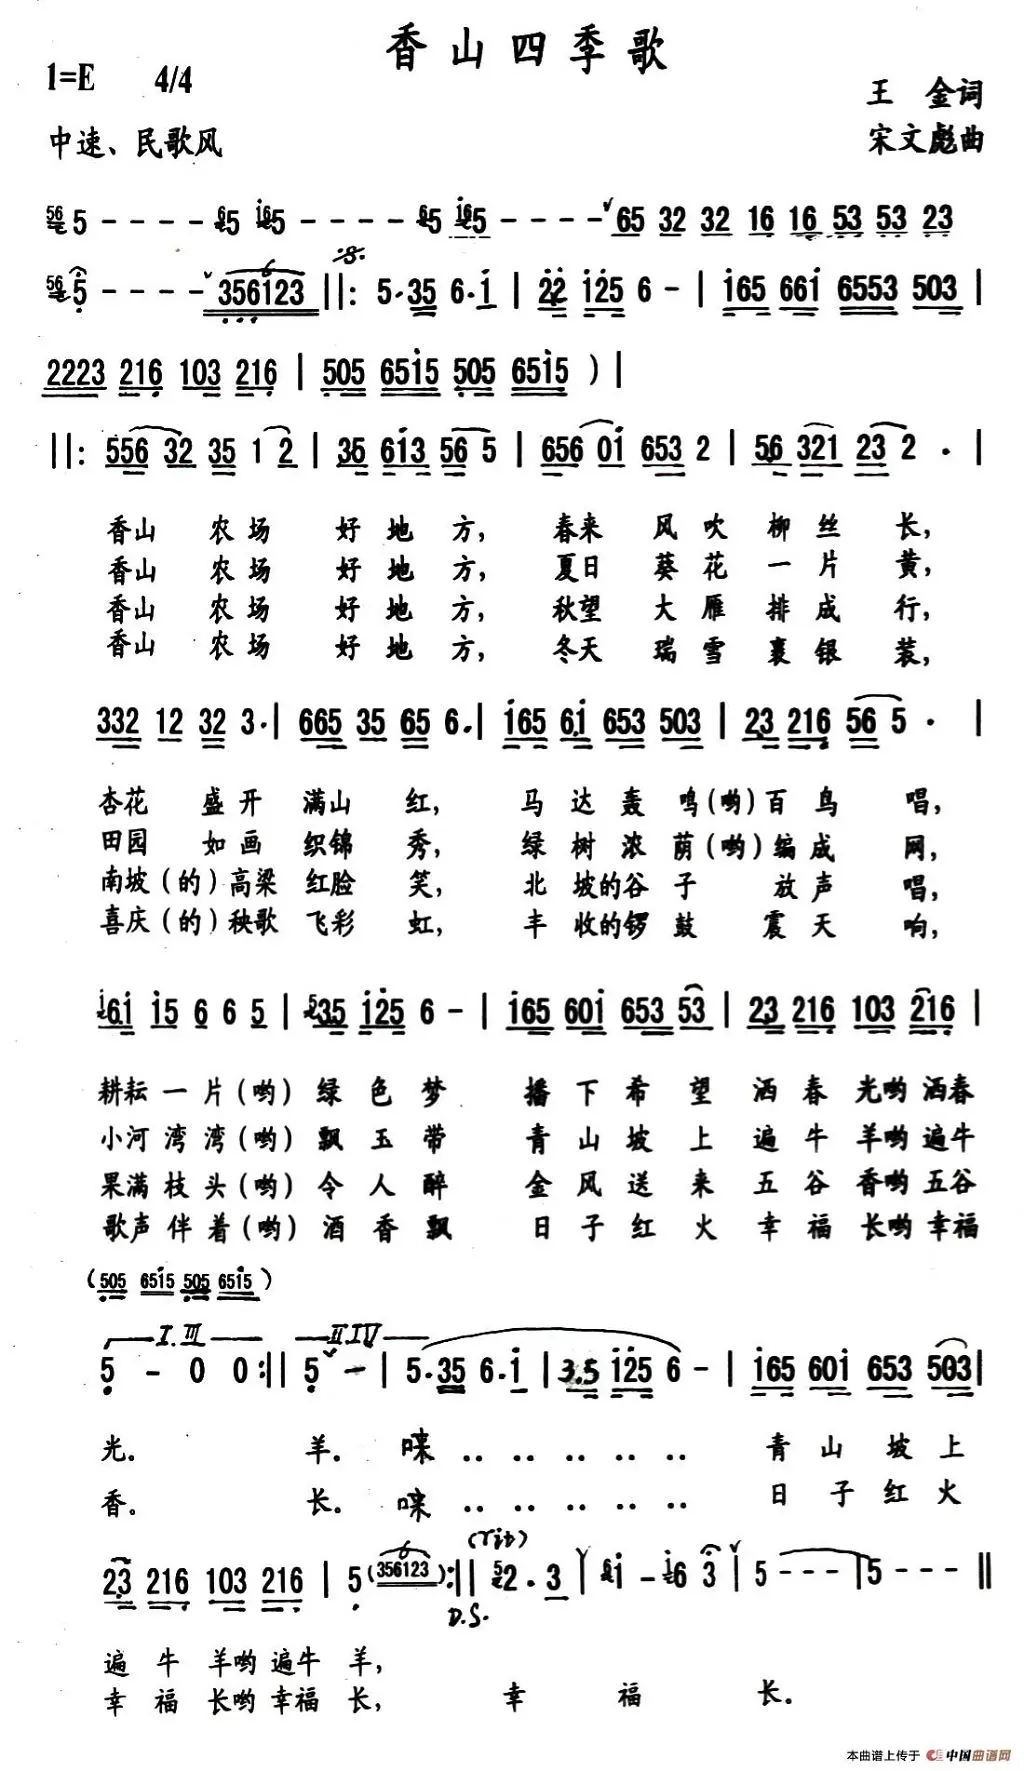 香山四季歌
1=E 4/4
王 金词
中速、民歌风
宋文彪曲
56 5 - - - - 6 5 i6 5 - - - - 6 5 i6 5 - - - - 65 32 32 16 16 53 53 23
56 5 - - - - 356123 ||: 5·35 6·i | 22 i25 6 - | i65 66i 6553 503 |
2223 216 103 216 | 505 65i5 505 65i5 ) |
||: 556 32 35 1 2 | 36 6i3 56 5 | 656 0i 653 2 | 56 321 23 2 · |
香山 农场 好地方, 春来 风吹柳丝长,
香山 农场 好地方, 夏日 葵花一片黄,
香山 农场 好地方, 秋望 大雁排成行,
香山 农场 好地方, 冬天 瑞雪裹银装,
332 12 32 3 · | 665 35 65 6 · | i65 6i 653 503 | 23 216 56 5 · |
杏花 盛开 满山 红, 马达轰鸣(哟)百鸟 唱,
田园 如画 织锦 秀, 绿树浓荫(哟)编成 网,
南坡(的)高梁 红脸 笑, 北坡的谷子 放声 唱,
喜庆(的)秧歌 飞彩 虹, 丰收的锣鼓 震天 响,
i6i i5 6 6 5 | 535 i25 6 - | i65 60i 653 53 | 23 216 103 216 |
耕耘一片(哟)绿色梦 播下希望洒春光哟洒春
小河湾湾(哟)飘玉带 青山坡上遍牛羊哟遍牛
果满枝头(哟)令人醉 金风送来五谷香哟五谷
歌声伴着(哟)酒香飘 日子红火幸福长哟幸福
(505 65i5 505 65i5)
I. III II IV
5 - 0 0 :|| 5 - | 5·35 6·i | 3.5 i25 6 - | i65 60i 653 503 |
光。 羊。 唻 ‥ ‥ ‥ ‥ ‥ 青山坡上
香。 长。 唻 ‥ ‥ ‥ ‥ ‥ 日子红火
23 216 103 216 | 5 (356123) :|| 5 2·3 6 i - i 6 3 5 - - - | 5 - - - ||
D.S.
遍牛羊哟遍牛羊,
幸福长哟幸福长, 幸福长。
本曲谱上传于 中国曲谱网